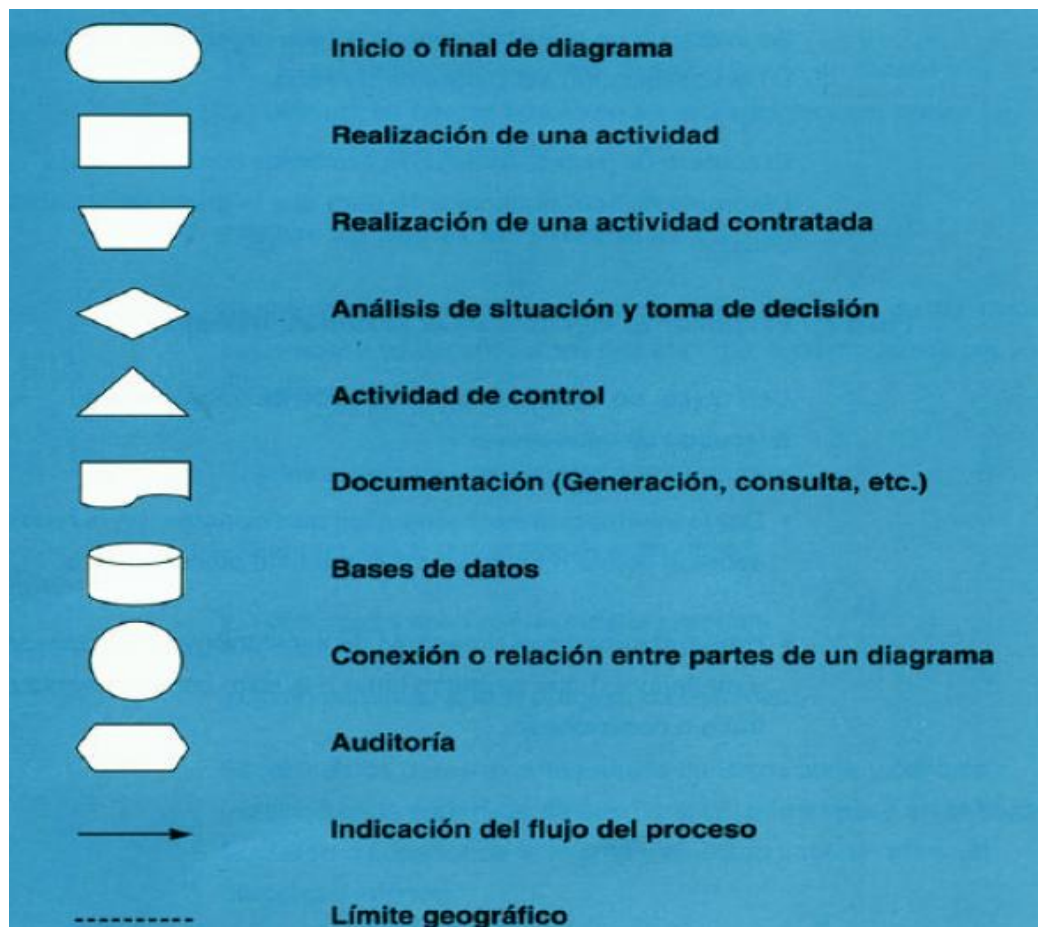 Inicio o final de diagrama
Realización de una actividad
Realización de una actividad contratada
Análisis de situación y toma de decisión
Actividad de control
Documentación (Generación, consulta, etc.)
Bases de datos
Conexión o relación entre partes de un diagrama
Auditoría
Indicación del flujo del proceso
Límite geográfico